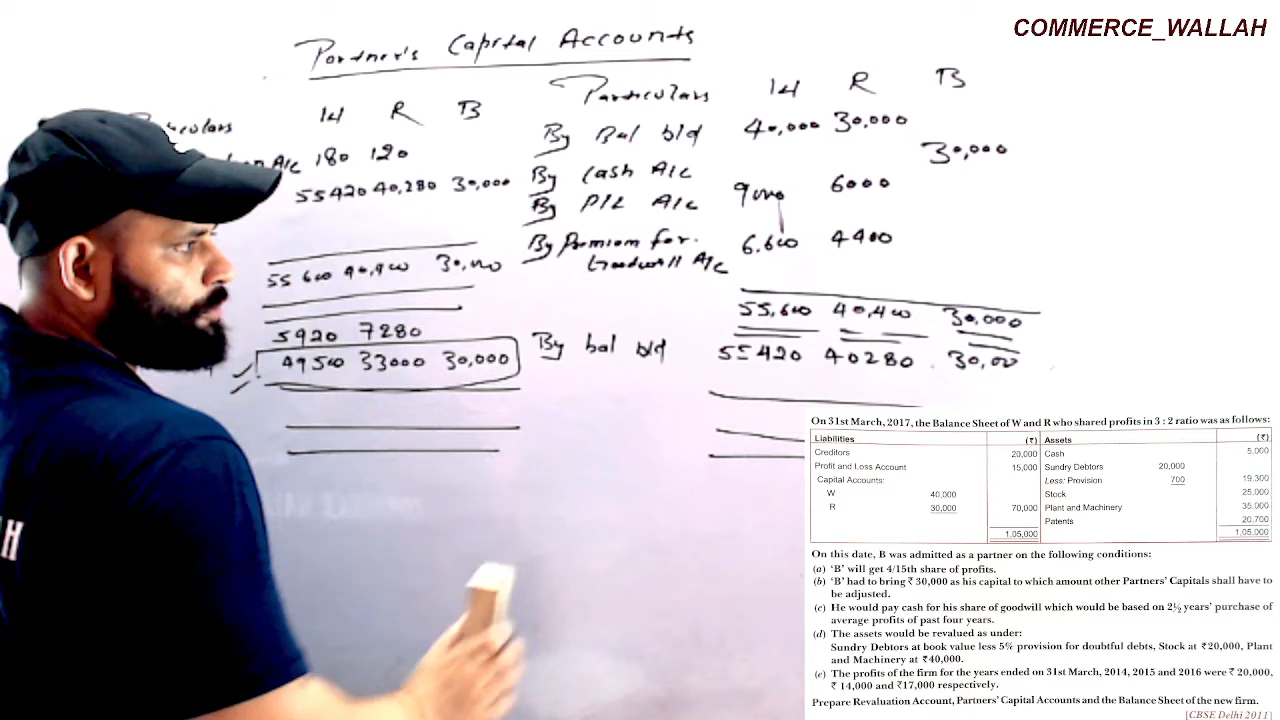 COMMERCE_WALLAH
Partner's Capital Accounts
W R B Particulars W R B
By Bal b/d 40,000 30,000
A/c 180 120
By Cash A/c 30,000
55420 40,280 30,000
By P/L A/c 9000 6000
By Premium for Goodwill A/c 6,600 4400
55 600 40,400 30,000
55,600 40,400 30,000
5920 7280
By bal b/d 55420 40280 30,00
49500 33000 30,000
On 31st March, 2017, the Balance Sheet of W and R who shared profits in 3 : 2 ratio was as follows:
Liabilities (₹) Assets (₹)
Creditors 20,000 Cash 5,000
Profit and Loss Account 15,000 Sundry Debtors 20,000
Capital Accounts: Less: Provision 700 19,300
W 40,000 Stock 25,000
R 30,000 70,000 Plant and Machinery 35,000
Patents 20,700
1,05,000 1,05,000
On this date, B was admitted as a partner on the following conditions:
(a) 'B' will get 4/15th share of profits.
(b) 'B' had to bring ₹ 30,000 as his capital to which amount other Partners' Capitals shall have to
be adjusted.
(c) He would pay cash for his share of goodwill which would be based on 2½ years' purchase of
average profits of past four years.
(d) The assets would be revalued as under:
Sundry Debtors at book value less 5% provision for doubtful debts, Stock at ₹20,000, Plant
and Machinery at ₹40,000.
(e) The profits of the firm for the years ended on 31st March, 2014, 2015 and 2016 were ₹ 20,000,
₹ 14,000 and ₹17,000 respectively.
Prepare Revaluation Account, Partners' Capital Accounts and the Balance Sheet of the new firm.
[CBSE Delhi 2011]